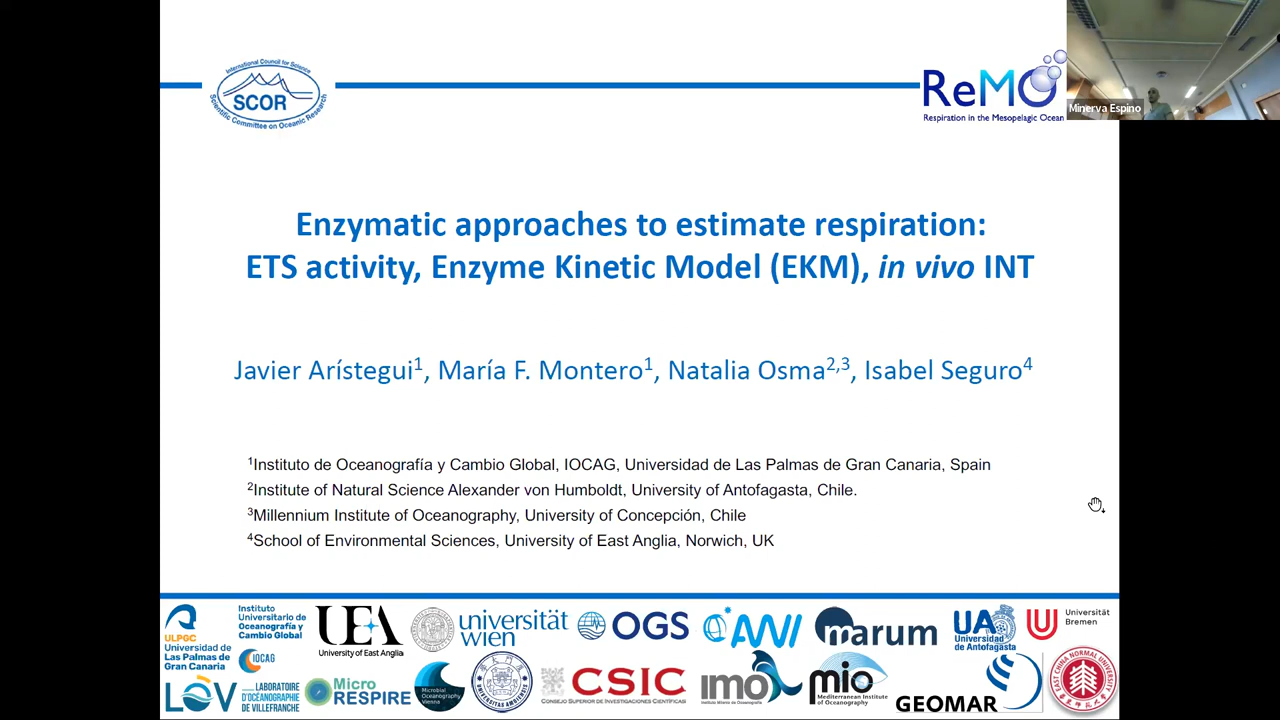 International Council for Science
SCOR
Scientific Committee on Oceanic Research
ReMO
Respiration in the Mesopelagic Ocean
Minerva Espino
Enzymatic approaches to estimate respiration:
ETS activity, Enzyme Kinetic Model (EKM), in vivo INT
Javier Arístegui¹, María F. Montero¹, Natalia Osma²,³, Isabel Seguro⁴
¹Instituto de Oceanografía y Cambio Global, IOCAG, Universidad de Las Palmas de Gran Canaria, Spain
²Institute of Natural Science Alexander von Humboldt, University of Antofagasta, Chile.
³Millennium Institute of Oceanography, University of Concepción, Chile
⁴School of Environmental Sciences, University of East Anglia, Norwich, UK
ULPGC
Universidad de
Las Palmas de
Gran Canaria
Instituto
Universitario de
Oceanografía y
Cambio Global
IOCAG
UEA
University of East Anglia
universität
wien
OGS
AWI
marum
UA
Universidad
de Antofagasta
Universität
Bremen
LOV
LABORATOIRE
D'OCÉANOGRAPHIE
DE VILLEFRANCHE
Micro
RESPIRE
Microbial
Oceanography
Vienna
CSIC
CONSEJO SUPERIOR DE INVESTIGACIONES CIENTÍFICAS
imo
Instituto Milenio de Oceanografía
mio
Mediterranean Institute
of Oceanography
GEOMAR
EAST CHINA NORMAL UNIVERSITY